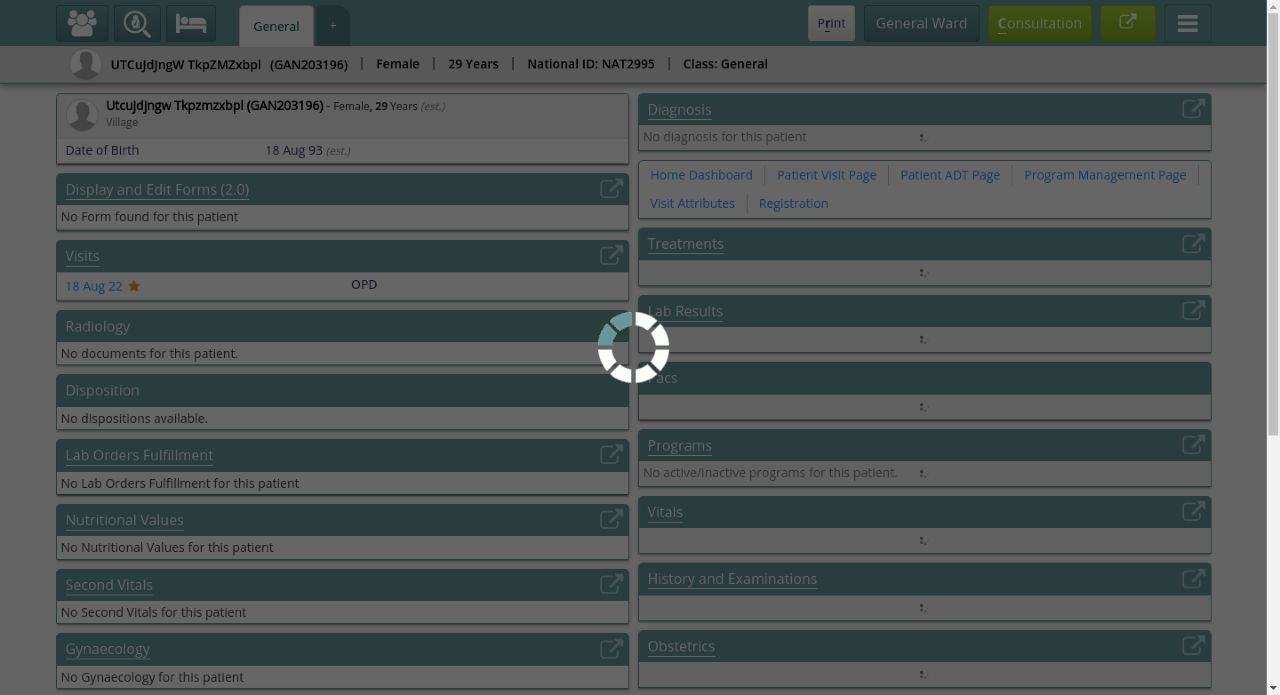 General
+
Print
General Ward
Consultation
UTCuJdJngW TkpZMZxbpl (GAN203196) | Female | 29 Years | National ID: NAT2995 | Class: General
UtcuJdJngw Tkpzmzxbpl (GAN203196) - Female, 29 Years (est.)
Village
Date of Birth 18 Aug 93 (est.)
Display and Edit Forms (2.0)
No Form found for this patient
Visits
18 Aug 22 OPD
Radiology
No documents for this patient.
Disposition
No dispositions available.
Lab Orders Fulfillment
No Lab Orders Fulfillment for this patient
Nutritional Values
No Nutritional Values for this patient
Second Vitals
No Second Vitals for this patient
Gynaecology
No Gynaecology for this patient
Diagnosis
No diagnosis for this patient
Home Dashboard | Patient Visit Page | Patient ADT Page | Program Management Page |
Visit Attributes | Registration
Treatments
Lab Results
Pacs
Programs
No active/inactive programs for this patient.
Vitals
History and Examinations
Obstetrics